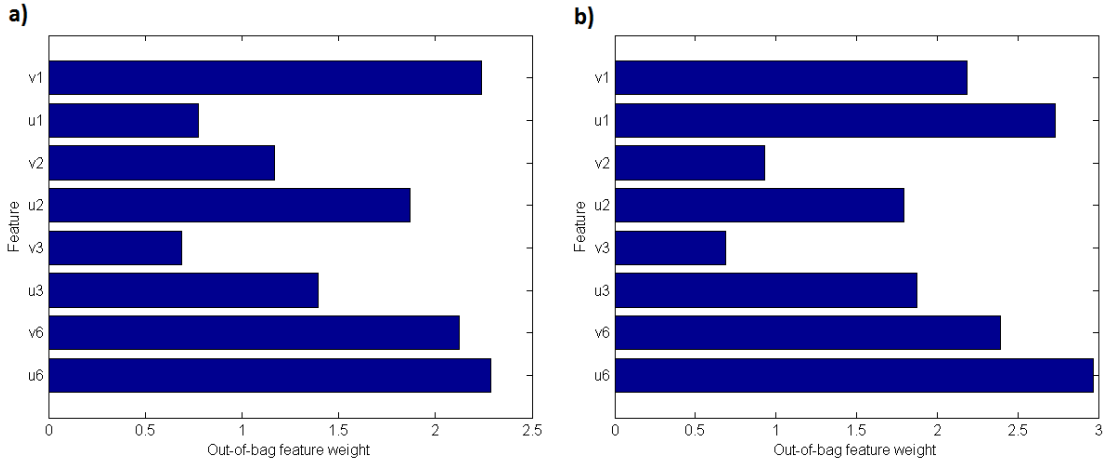 a)
v1
u1
v2
u2
v3
u3
v6
u6
Feature
0 0.5 1 1.5 2 2.5
Out-of-bag feature weight
b)
v1
u1
v2
u2
v3
u3
v6
u6
Feature
0 0.5 1 1.5 2 2.5 3
Out-of-bag feature weight